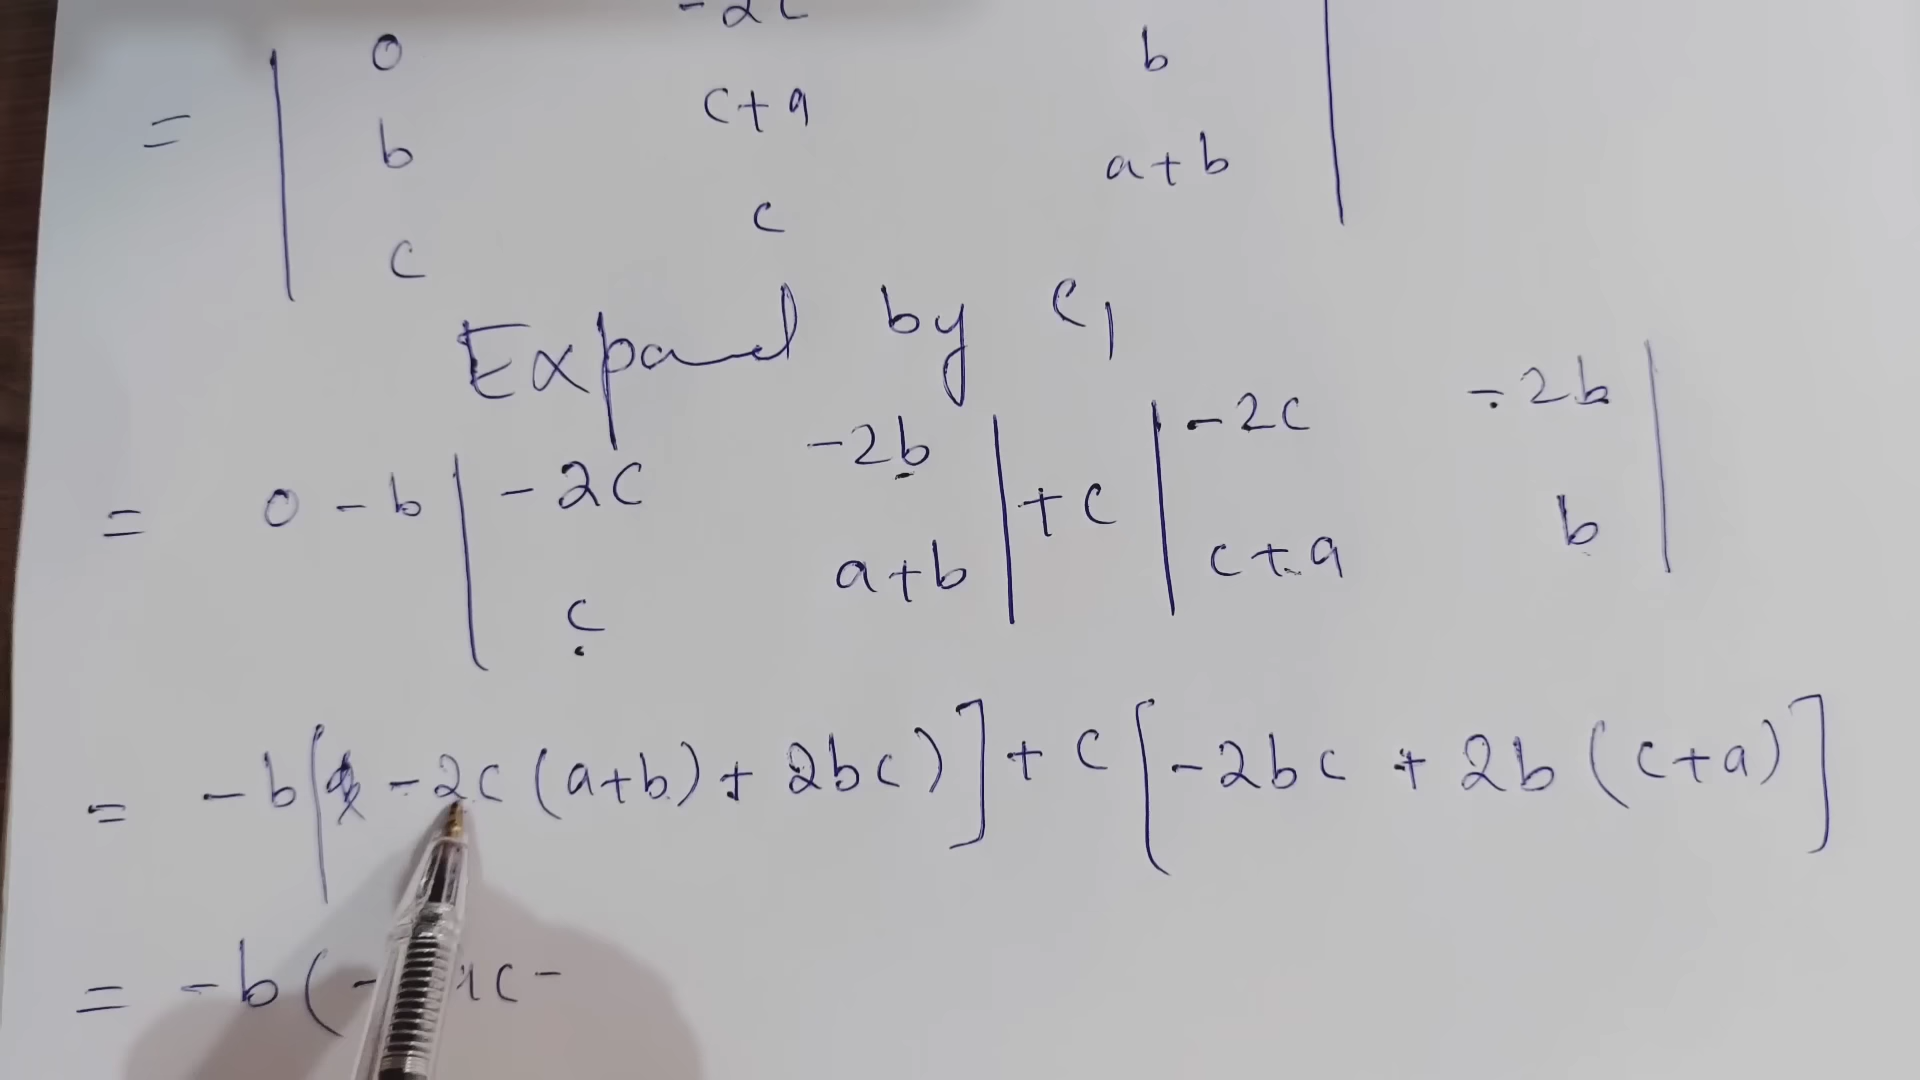 -2c
0 b
= b c+a a+b
c c
Expand by C1
= 0 - b | -2c -2b | + c | -2c -2b |
c a+b c+a b
= -b[ -2c(a+b) + 2bc)] + c[-2bc + 2b(c+a)]
= -b(- c -